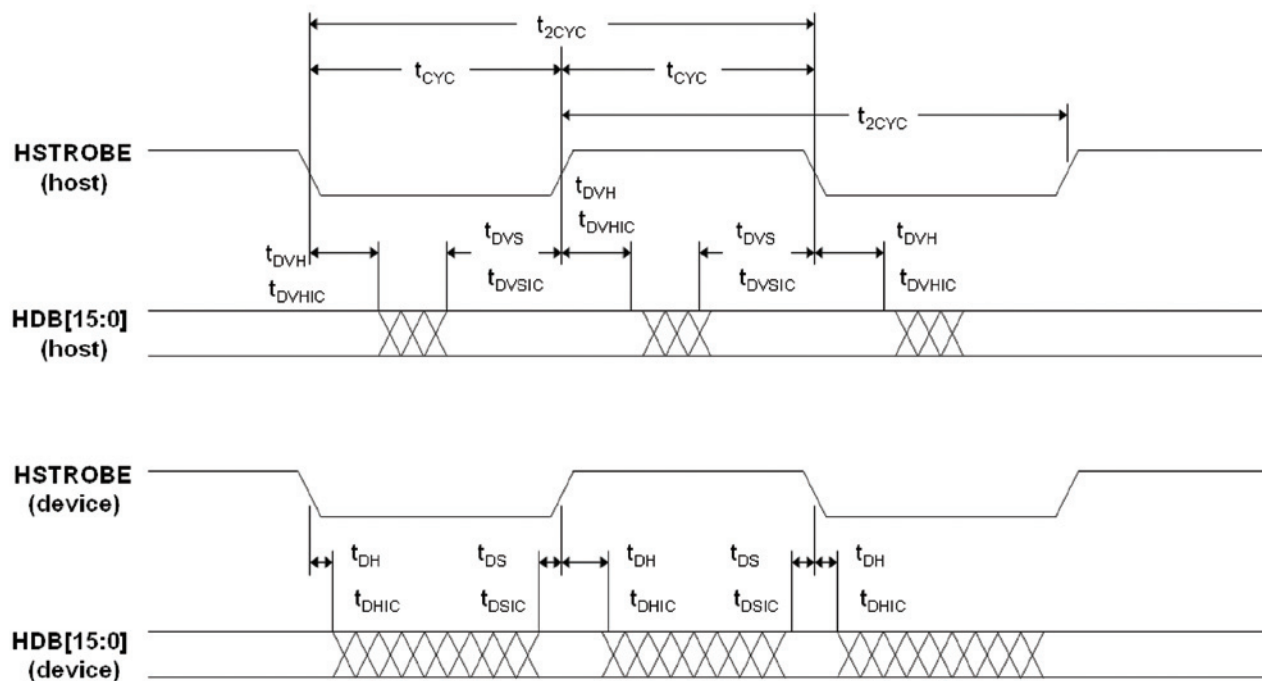 t2CYC
tCYC tCYC
t2CYC
HSTROBE
(host)
tDVH
tDVHIC
tDVS
tDVSIC
tDVH
tDVHIC
tDVS
tDVSIC
tDVH
tDVHIC
HDB[15:0]
(host)
HSTROBE
(device)
tDH
tDHIC
tDS
tDSIC
tDH
tDHIC
tDS
tDSIC
tDH
tDHIC
HDB[15:0]
(device)